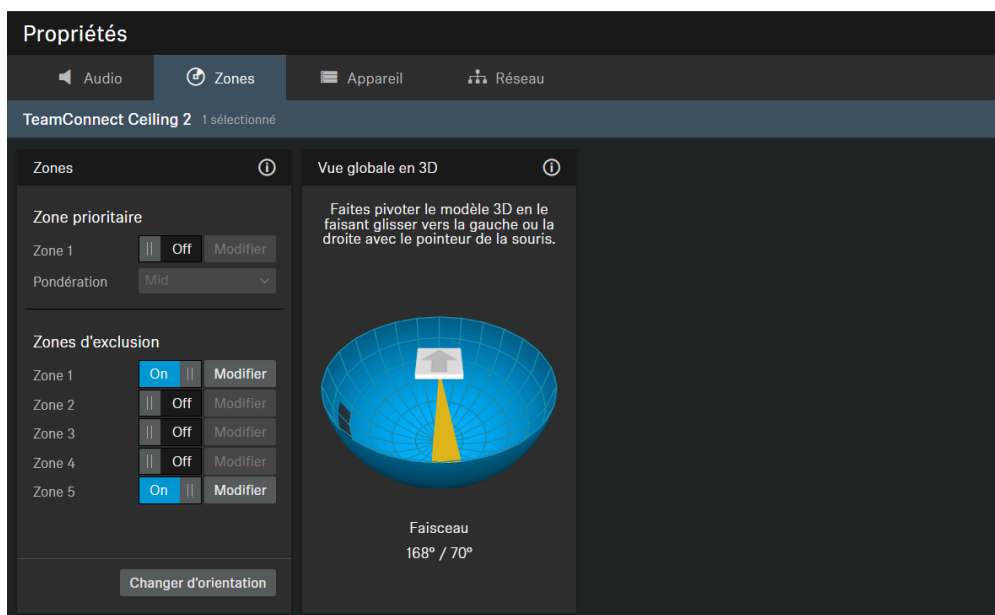 Propriétés
Audio
Zones
Appareil
Réseau
TeamConnect Ceiling 2 1 sélectionné
Zones
Zone prioritaire
Zone 1 Off Modifier
Pondération Mid
Zones d'exclusion
Zone 1 On Modifier
Zone 2 Off Modifier
Zone 3 Off Modifier
Zone 4 Off Modifier
Zone 5 On Modifier
Changer d'orientation
Vue globale en 3D
Faites pivoter le modèle 3D en le
faisant glisser vers la gauche ou la
droite avec le pointeur de la souris.
Faisceau
168° / 70°